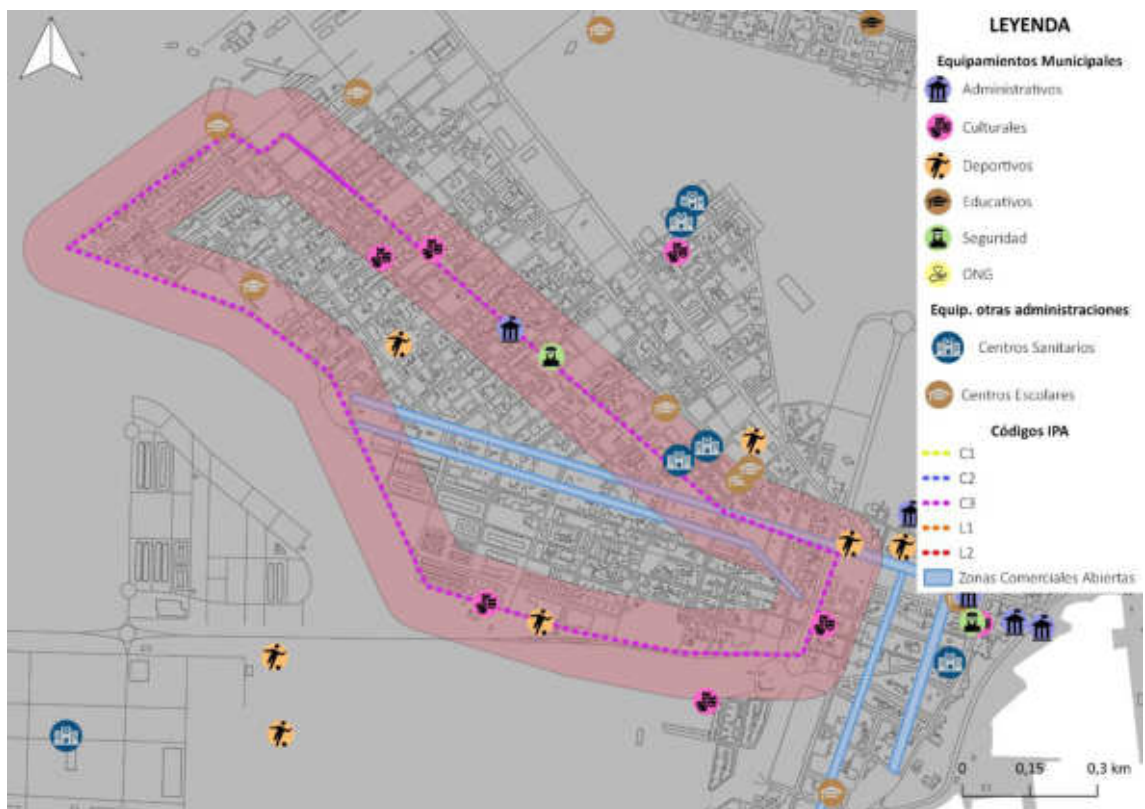 LEYENDA
Equipamientos Municipales
Administrativos
Culturales
Deportivos
Educativos
Seguridad
ONG
Equip. otras administraciones
Centros Sanitarios
Centros Escolares
Códigos IPA
C1
C2
C3
L1
L2
Zonas Comerciales Abiertas
0 0,15 0,3 km